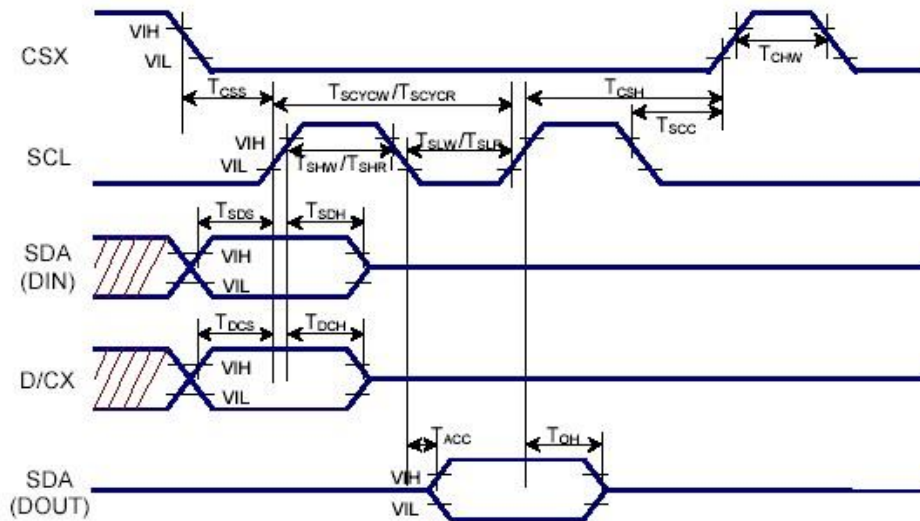 CSX
VIH
VIL
TCHW
TCSS
TSCYCW/TSCYCR
TCSH
TSCC
SCL
VIH
VIL
TSHW/TSHR
TSLW/TSLR
TSDS
TSDH
SDA
(DIN)
VIH
VIL
TDCS
TDCH
D/CX
VIH
VIL
TACC
TOH
SDA
(DOUT)
VIH
VIL